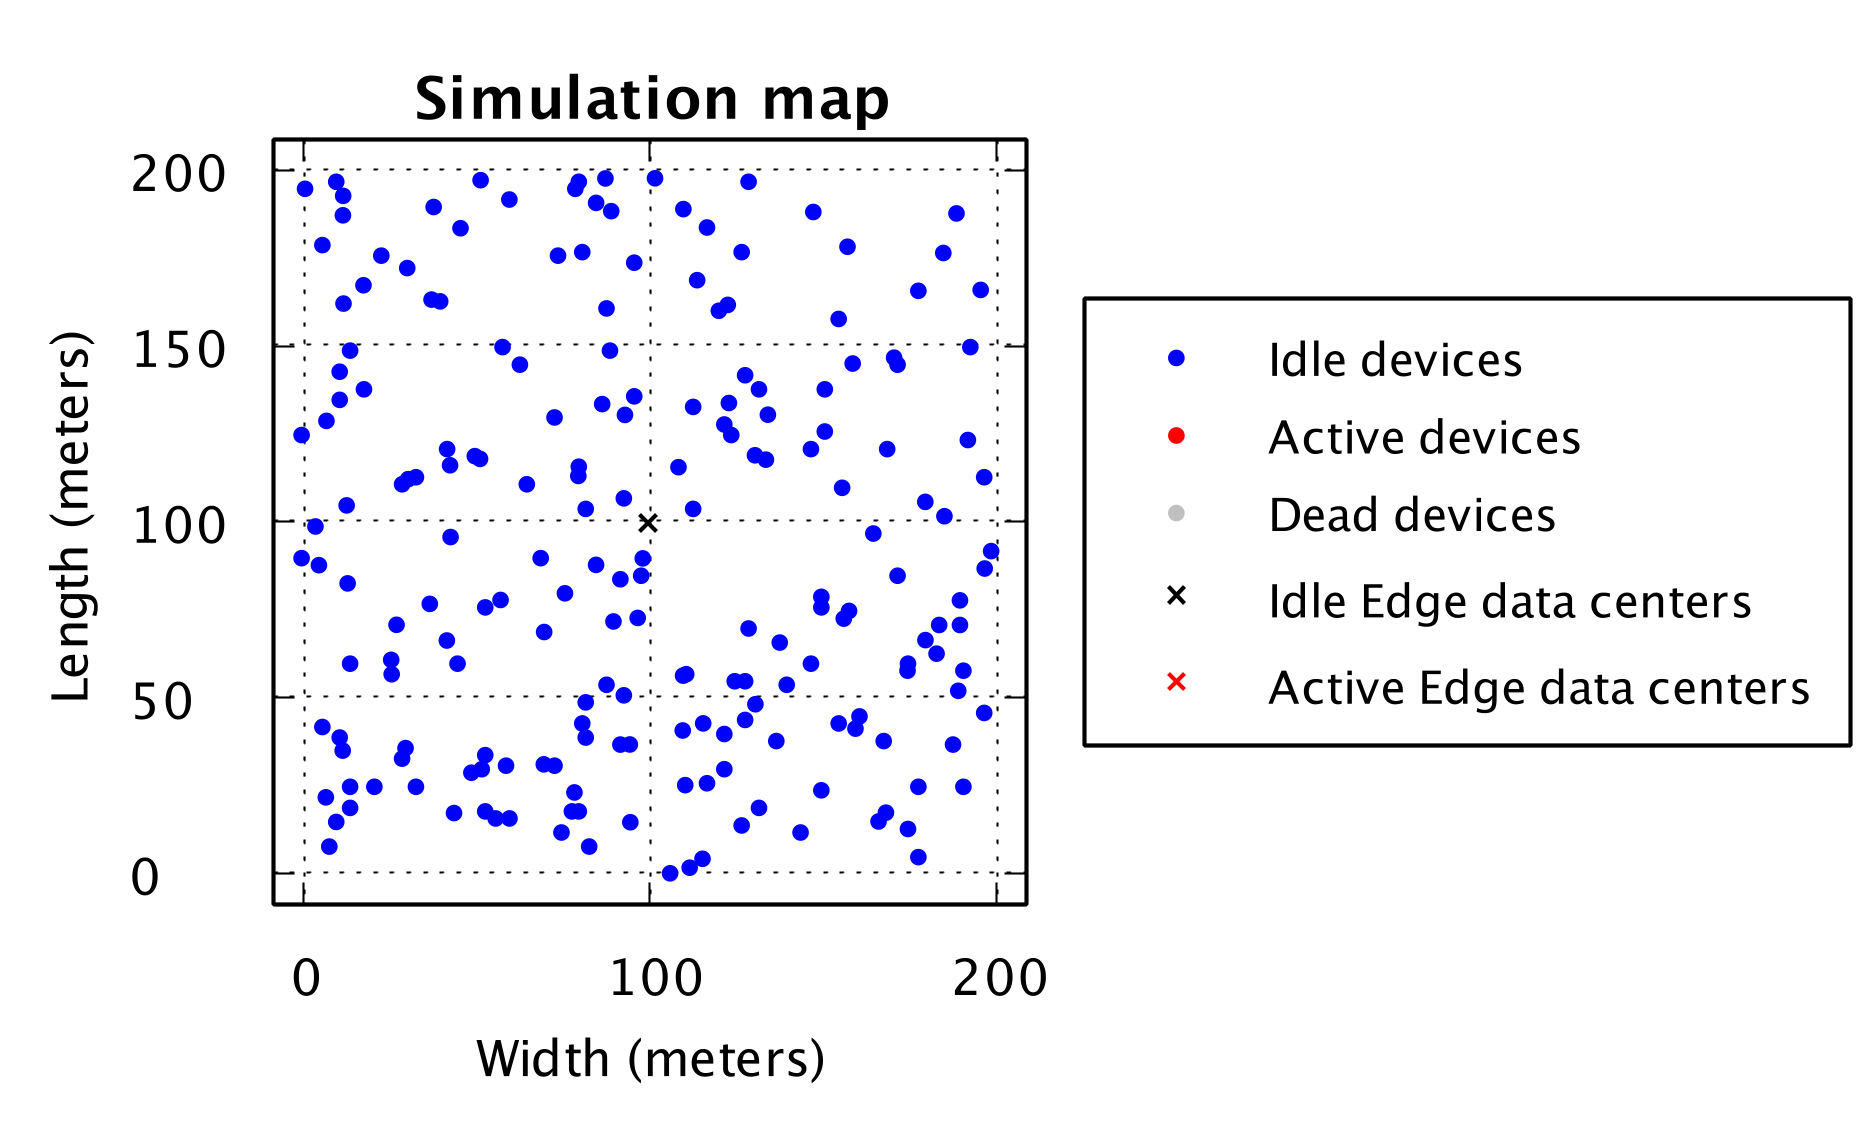 Simulation map
200
150
100
50
0
Length (meters)
0 100 200
Width (meters)
Idle devices
Active devices
Dead devices
Idle Edge data centers
Active Edge data centers